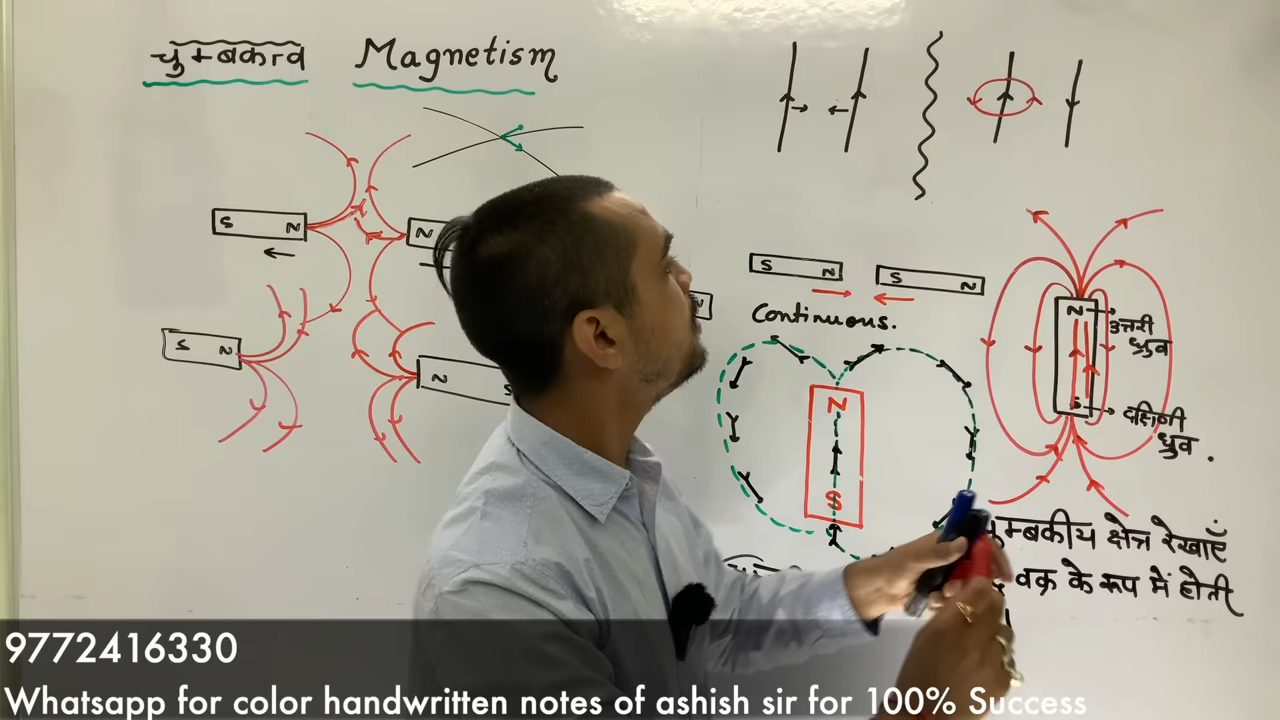 चुम्बकत्व Magnetism
S N
N
S N
N S
S N
S N
Continuous.
N
S
N
उत्तरी
ध्रुव
S
दक्षिणी
ध्रुव.
चुम्बकीय क्षेत्र रेखाएँ
वक्र के रूप में होती
9772416330
Whatsapp for color handwritten notes of ashish sir for 100% Success